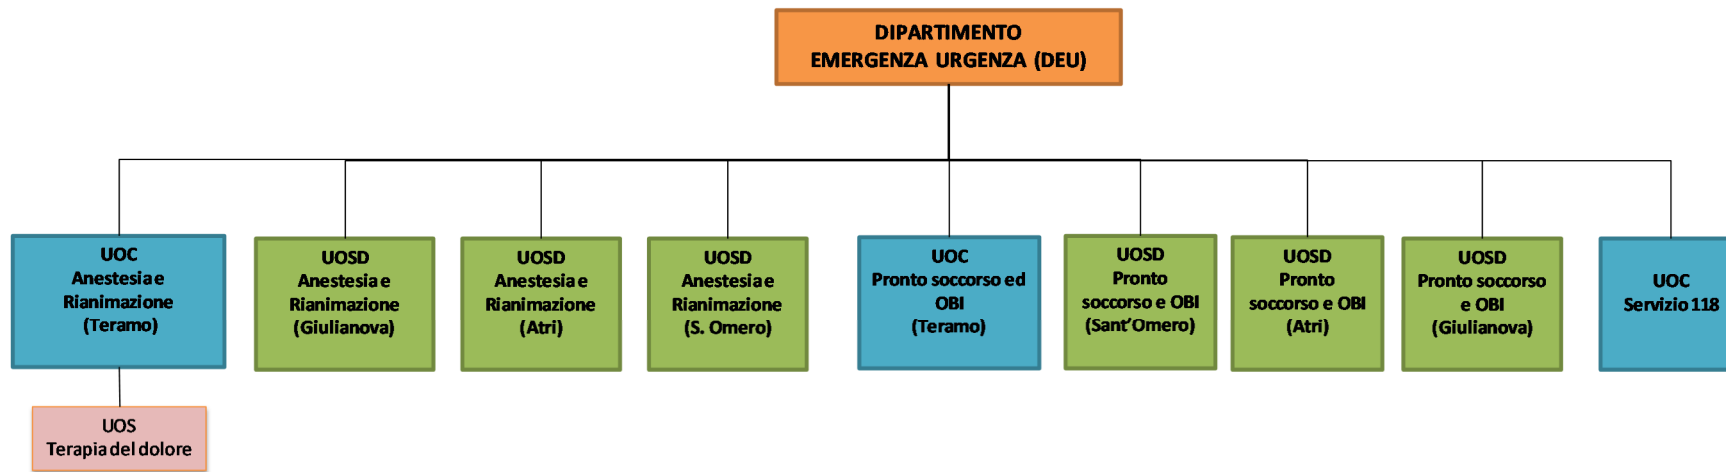 DIPARTIMENTO
EMERGENZA URGENZA (DEU)
UOC
Anestesia e
Rianimazione
(Teramo)
UOSD
Anestesia e
Rianimazione
(Giulianova)
UOSD
Anestesia e
Rianimazione
(Atri)
UOSD
Anestesia e
Rianimazione
(S. Omero)
UOC
Pronto soccorso ed
OBI
(Teramo)
UOSD
Pronto
soccorso e OBI
(Sant'Omero)
UOSD
Pronto
soccorso e OBI
(Atri)
UOSD
Pronto soccorso
e OBI
(Giulianova)
UOC
Servizio 118
UOS
Terapia del dolore